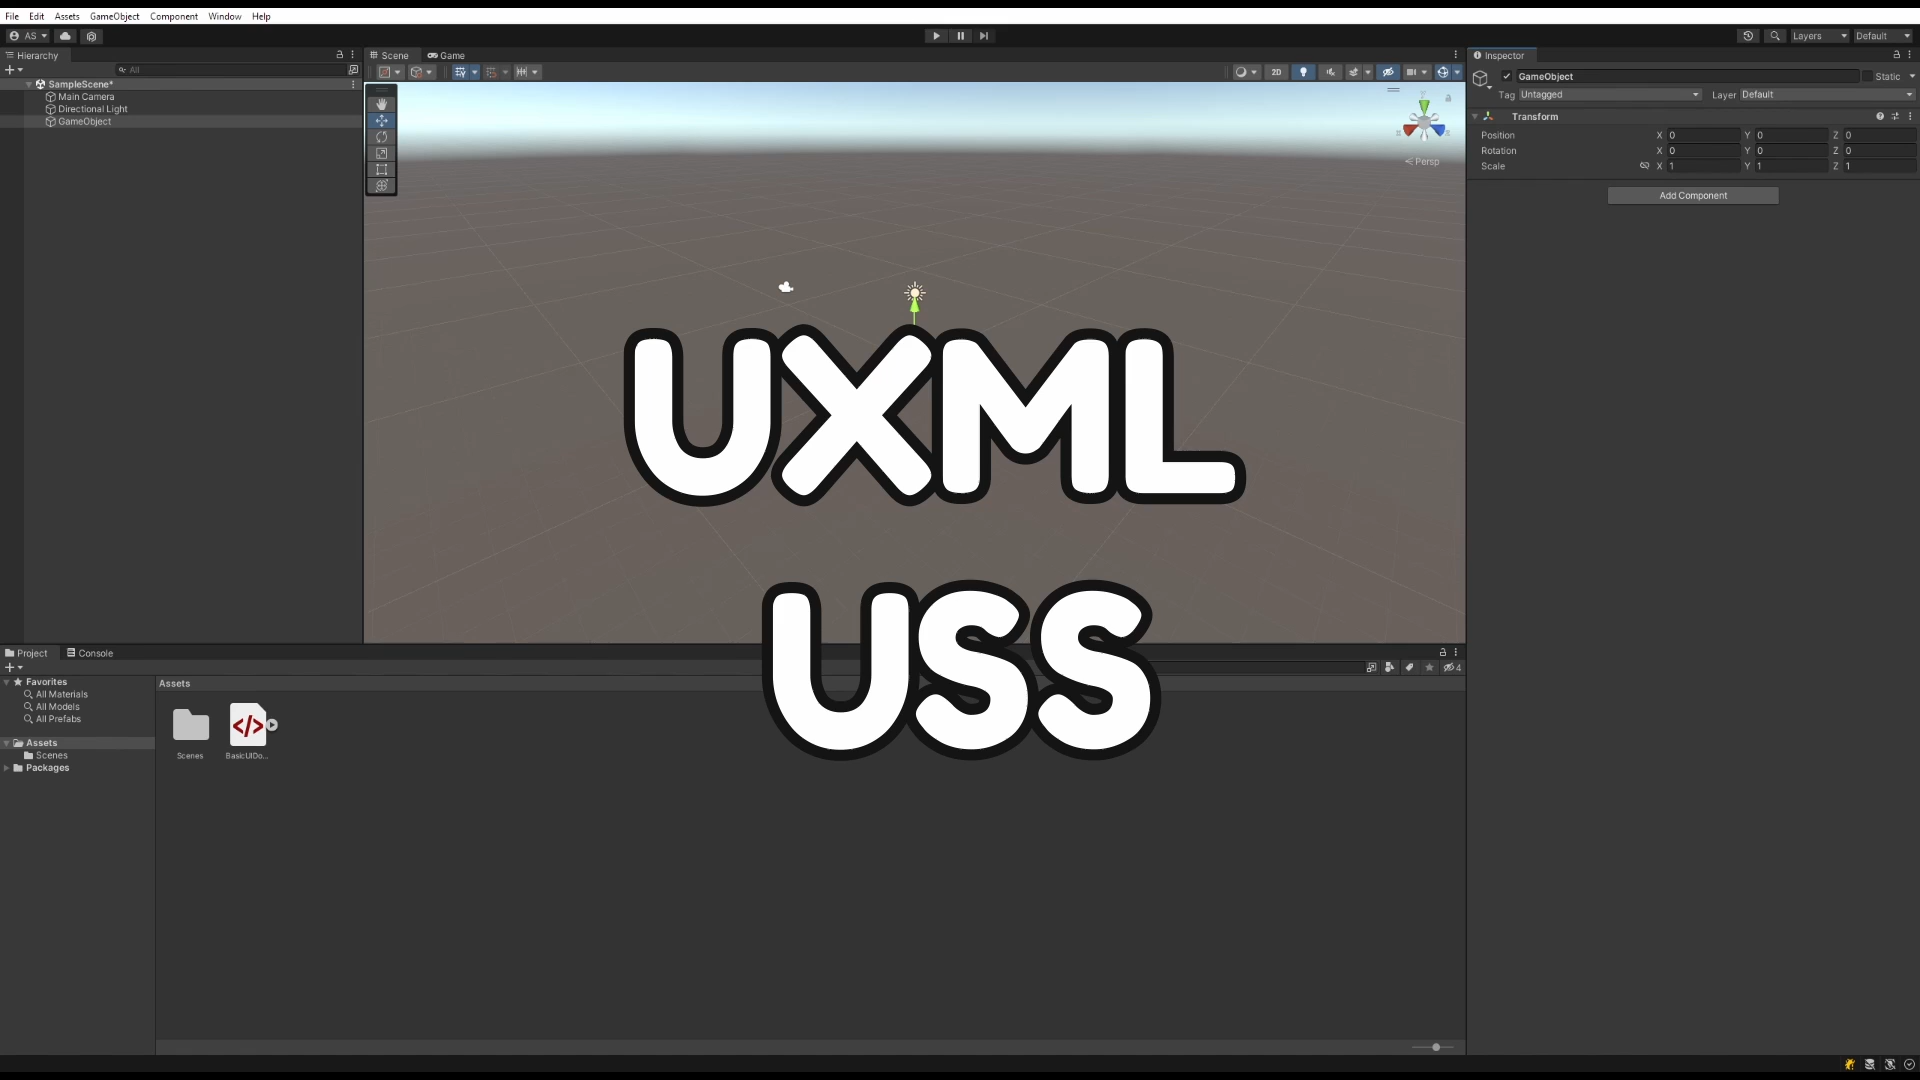 File Edit Assets GameObject Component Window Help
AS
Layers Default
Hierarchy
All
SampleScene*
Main Camera
Directional Light
GameObject
Scene Game
2D
Persp
UXML
USS
Inspector
GameObject Static
Tag Untagged Layer Default
Transform
Position X 0 Y 0 Z 0
Rotation X 0 Y 0 Z 0
Scale X 1 Y 1 Z 1
Add Component
Project Console
4
Favorites
All Materials
All Models
All Prefabs
Assets
Scenes
Packages
Assets
Scenes BasicUIDo...